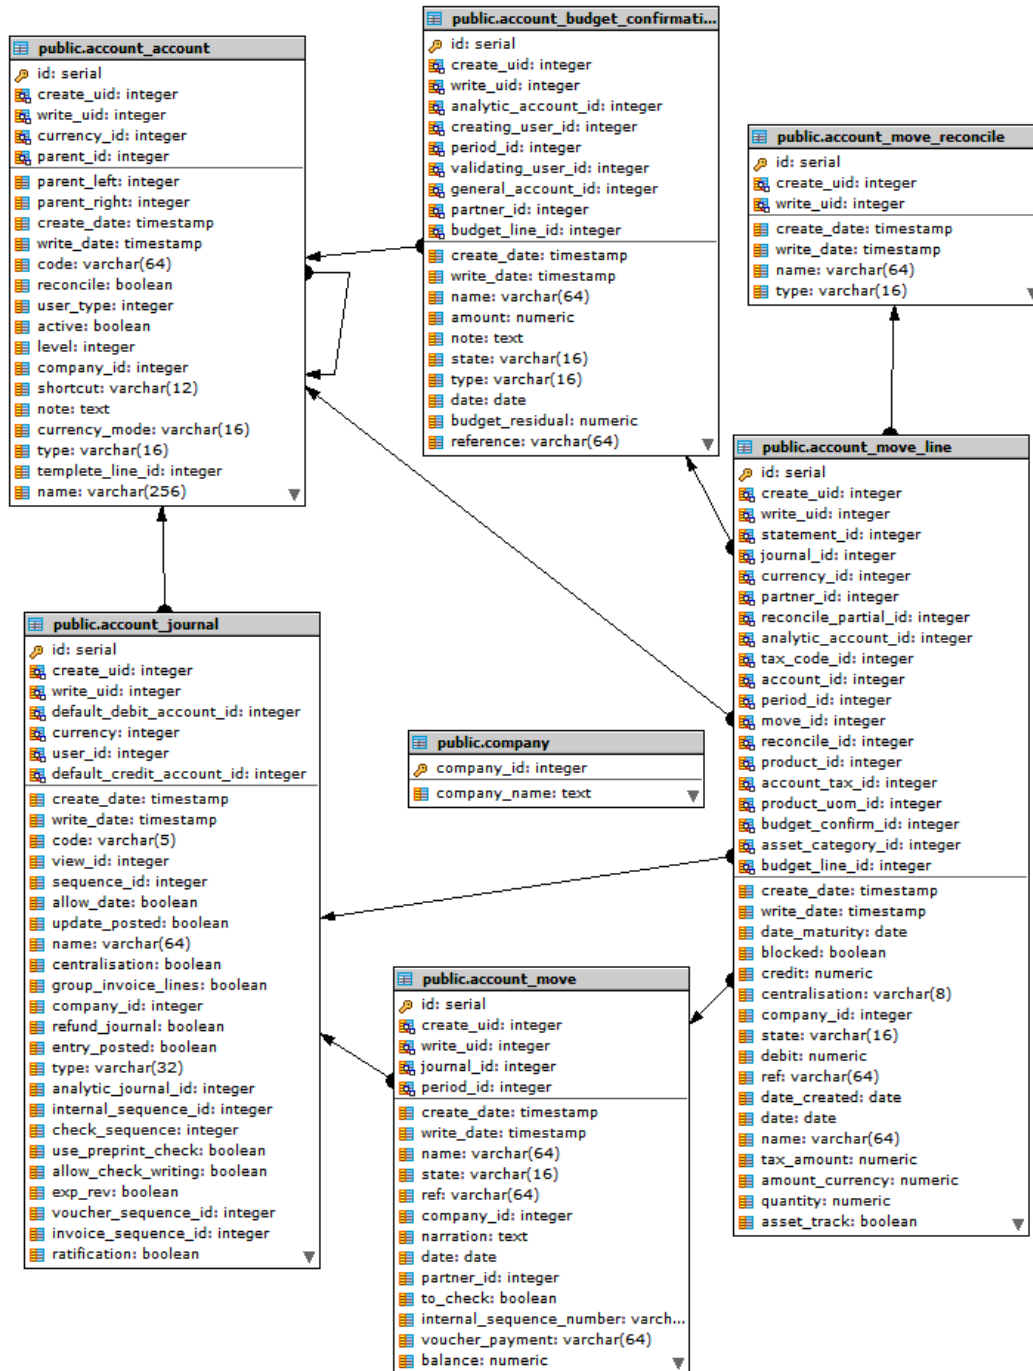 public.account_account
id: serial
create_uid: integer
write_uid: integer
currency_id: integer
parent_id: integer
parent_left: integer
parent_right: integer
create_date: timestamp
write_date: timestamp
code: varchar(64)
reconcile: boolean
user_type: integer
active: boolean
level: integer
company_id: integer
shortcut: varchar(12)
note: text
currency_mode: varchar(16)
type: varchar(16)
templete_line_id: integer
name: varchar(256)
public.account_budget_confirmati...
id: serial
create_uid: integer
write_uid: integer
analytic_account_id: integer
creating_user_id: integer
period_id: integer
validating_user_id: integer
general_account_id: integer
partner_id: integer
budget_line_id: integer
create_date: timestamp
write_date: timestamp
name: varchar(64)
amount: numeric
note: text
state: varchar(16)
type: varchar(16)
date: date
budget_residual: numeric
reference: varchar(64)
public.account_move_reconcile
id: serial
create_uid: integer
write_uid: integer
create_date: timestamp
write_date: timestamp
name: varchar(64)
type: varchar(16)
public.account_move_line
id: serial
create_uid: integer
write_uid: integer
statement_id: integer
journal_id: integer
currency_id: integer
partner_id: integer
reconcile_partial_id: integer
analytic_account_id: integer
tax_code_id: integer
account_id: integer
period_id: integer
move_id: integer
reconcile_id: integer
product_id: integer
account_tax_id: integer
product_uom_id: integer
budget_confirm_id: integer
asset_category_id: integer
budget_line_id: integer
create_date: timestamp
write_date: timestamp
date_maturity: date
blocked: boolean
credit: numeric
centralisation: varchar(8)
company_id: integer
state: varchar(16)
debit: numeric
ref: varchar(64)
date_created: date
date: date
name: varchar(64)
tax_amount: numeric
amount_currency: numeric
quantity: numeric
asset_track: boolean
public.account_journal
id: serial
create_uid: integer
write_uid: integer
default_debit_account_id: integer
currency: integer
user_id: integer
default_credit_account_id: integer
create_date: timestamp
write_date: timestamp
code: varchar(5)
view_id: integer
sequence_id: integer
allow_date: boolean
update_posted: boolean
name: varchar(64)
centralisation: boolean
group_invoice_lines: boolean
company_id: integer
refund_journal: boolean
entry_posted: boolean
type: varchar(32)
analytic_journal_id: integer
internal_sequence_id: integer
check_sequence: integer
use_preprint_check: boolean
allow_check_writing: boolean
exp_rev: boolean
voucher_sequence_id: integer
invoice_sequence_id: integer
ratification: boolean
public.company
company_id: integer
company_name: text
public.account_move
id: serial
create_uid: integer
write_uid: integer
journal_id: integer
period_id: integer
create_date: timestamp
write_date: timestamp
name: varchar(64)
state: varchar(16)
ref: varchar(64)
company_id: integer
narration: text
date: date
partner_id: integer
to_check: boolean
internal_sequence_number: varch...
voucher_payment: varchar(64)
balance: numeric